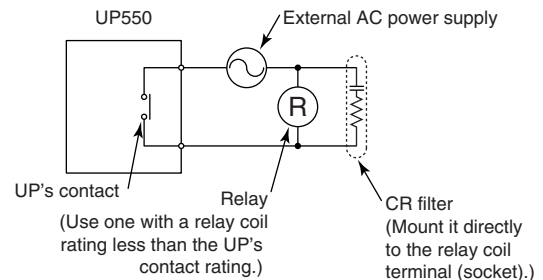 UP550
External AC power supply
R
UP's contact
Relay
(Use one with a relay coil
rating less than the UP's
contact rating.)
CR filter
(Mount it directly
to the relay coil
terminal (socket).)